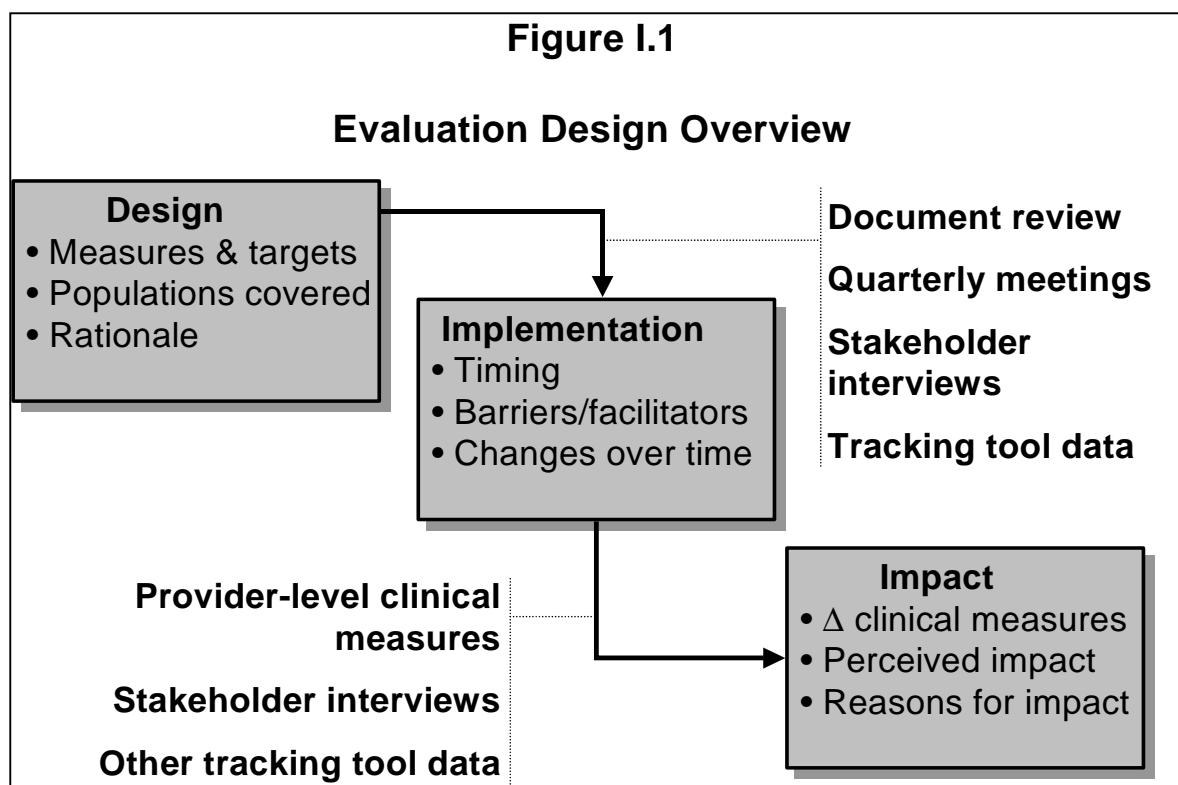 Figure I.1
Evaluation Design Overview
Design
• Measures & targets
• Populations covered
• Rationale
Document review
Quarterly meetings
Stakeholder
interviews
Tracking tool data
Implementation
• Timing
• Barriers/facilitators
• Changes over time
Provider-level clinical
measures
Stakeholder interviews
Other tracking tool data
Impact
• Δ clinical measures
• Perceived impact
• Reasons for impact